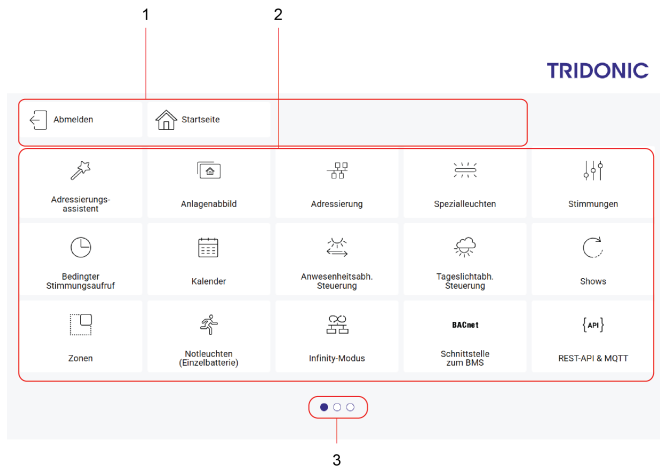 1
2
TRIDONIC
Abmelden
Startseite
Adressierungs-
assistent
Anlagenabbild
Adressierung
Spezialleuchten
Stimmungen
Bedingter
Stimmungsaufruf
Kalender
Anwesenheitsabh.
Steuerung
Tageslichtabh.
Steuerung
Shows
Zonen
Notleuchten
(Einzelbatterie)
Infinity-Modus
BACnet
Schnittstelle
zum BMS
{API}
REST-API & MQTT
3